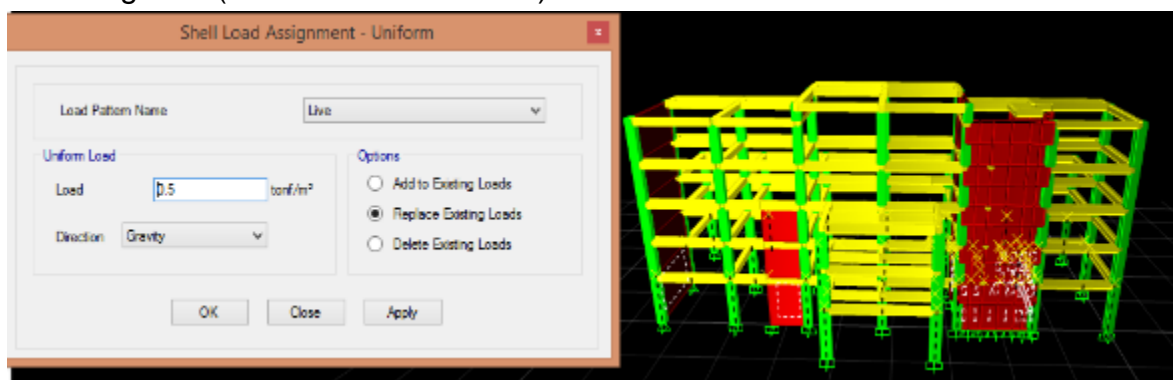 Shell Load Assignment - Uniform
Load Pattern Name Live
Uniform Load Options
Load 0.5 tonf/m² Add to Existing Loads
Replace Existing Loads
Direction Gravity Delete Existing Loads
OK Close Apply